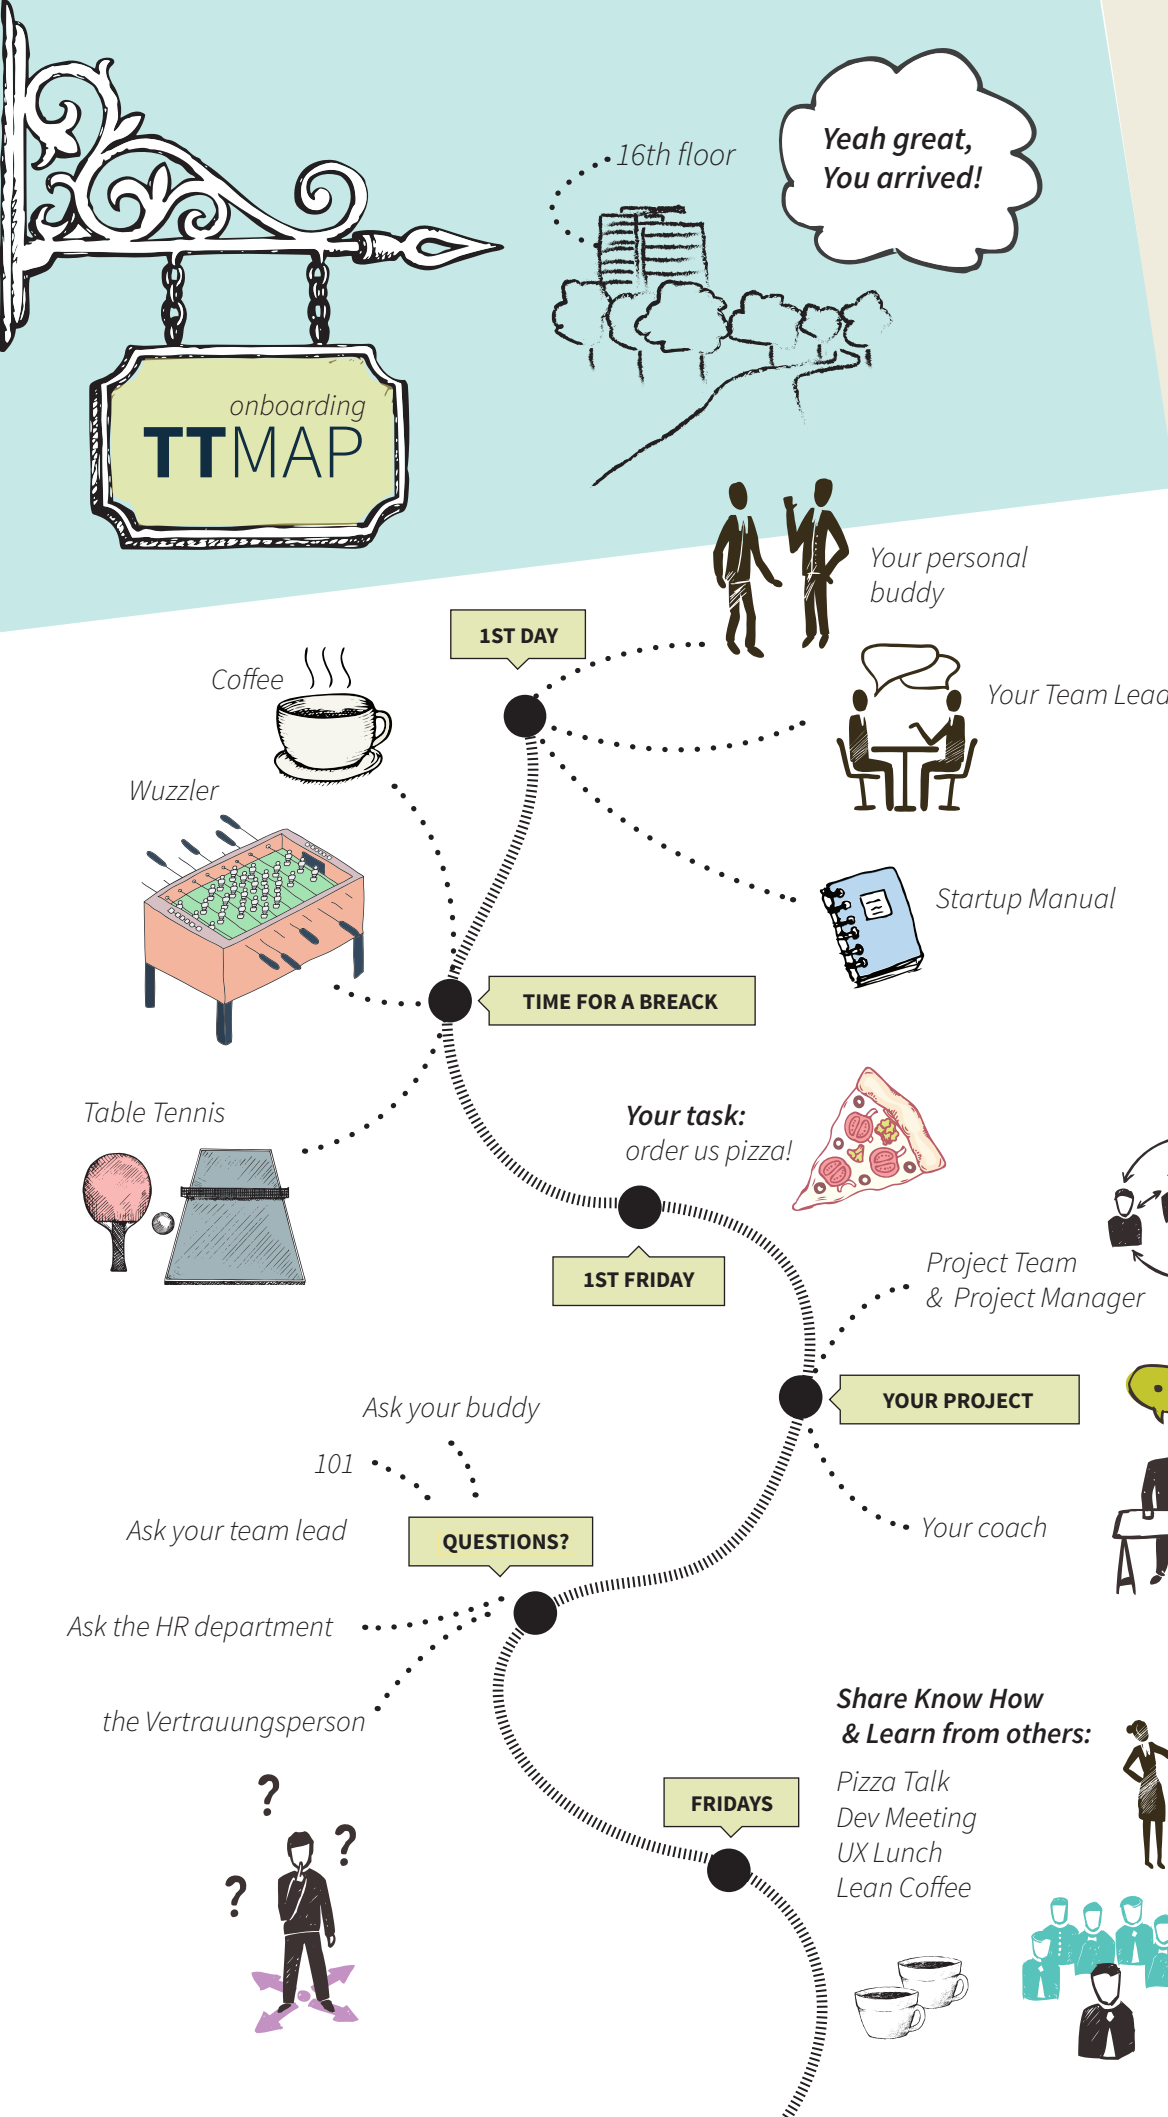 16th floor
Yeah great,
You arrived!
onboarding
TTMAP
Your personal
buddy
1ST DAY
Coffee
Your Team Lead
Wuzzler
Startup Manual
TIME FOR A BREACK
Table Tennis
Your task:
order us pizza!
1ST FRIDAY
Project Team
& Project Manager
YOUR PROJECT
Ask your buddy
101
Ask your team lead
QUESTIONS?
Your coach
Ask the HR department
the Vertrauungsperson
Share Know How
& Learn from others:
Pizza Talk
Dev Meeting
UX Lunch
Lean Coffee
FRIDAYS
? ? ?